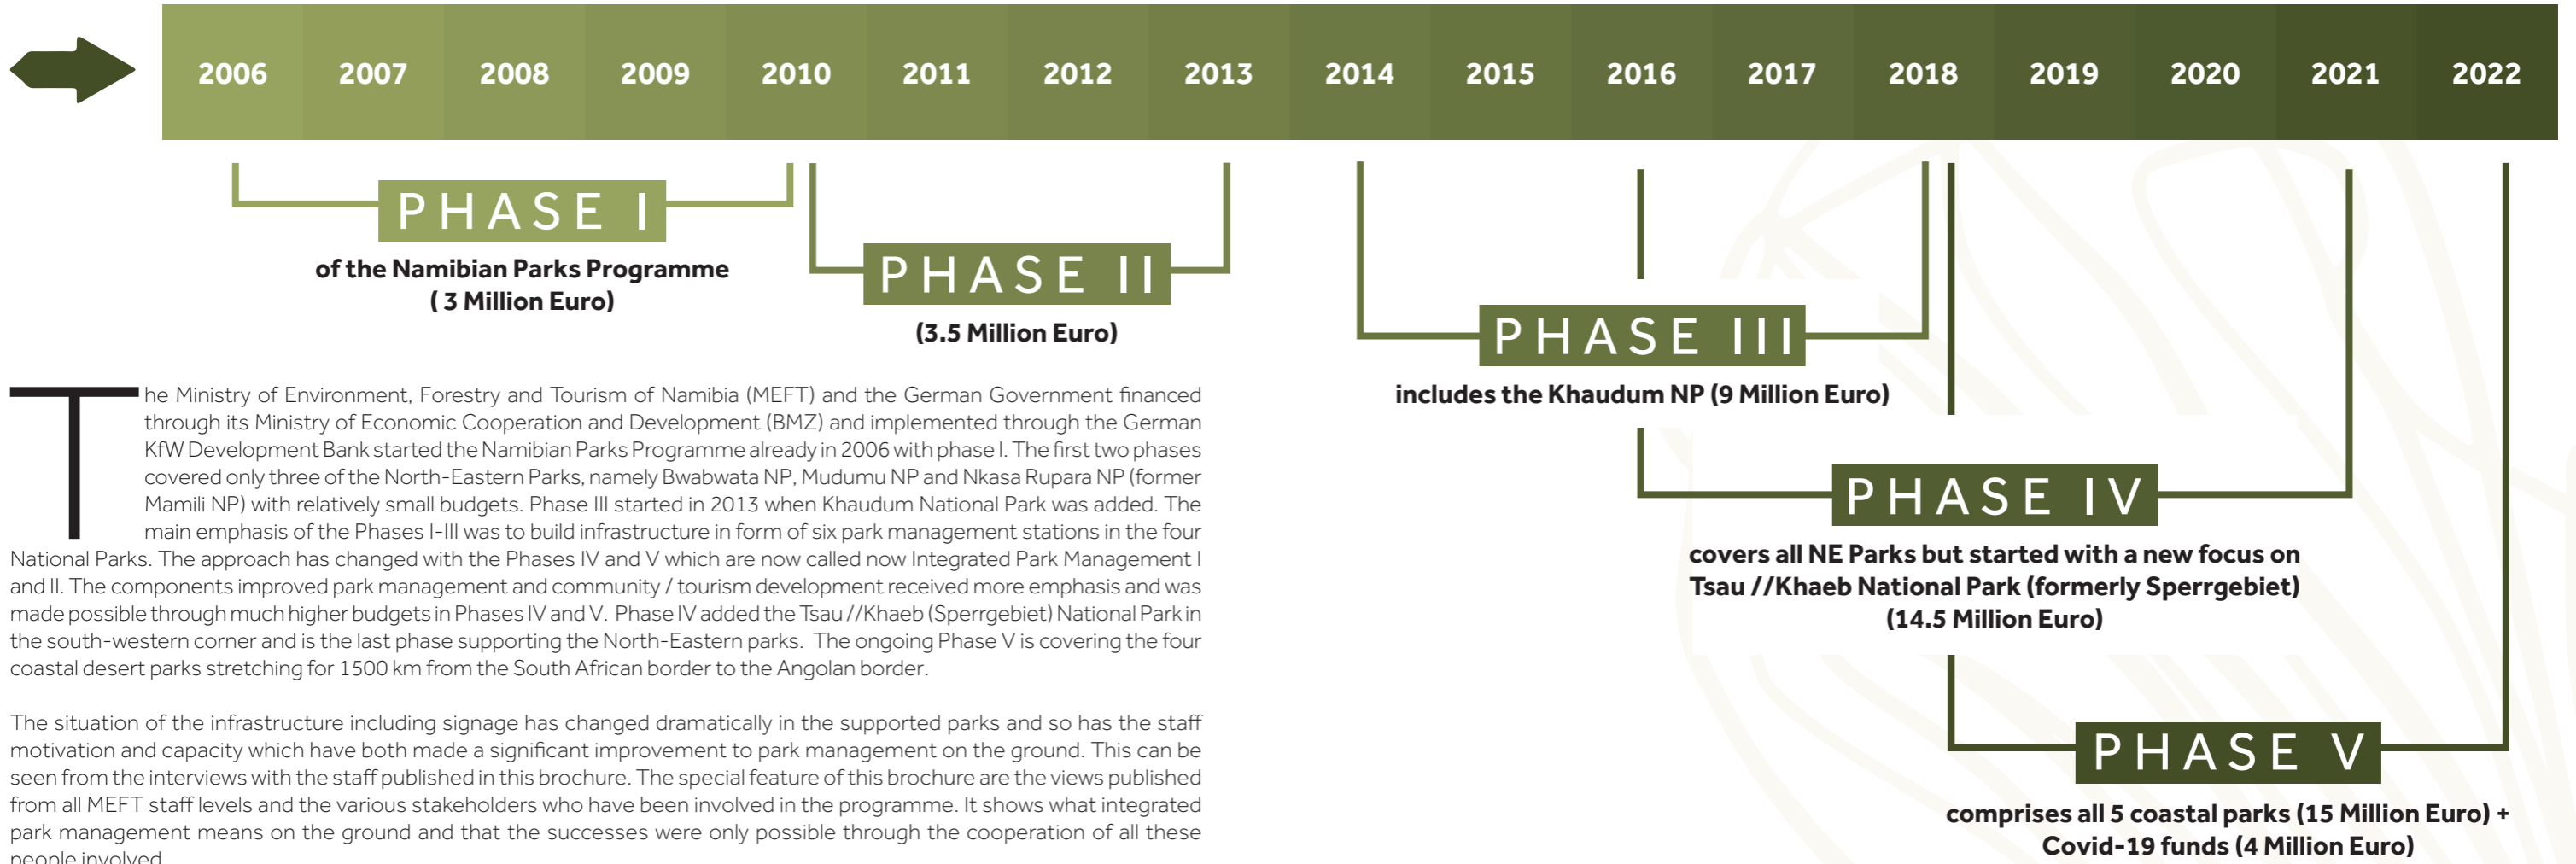 2006 2007 2008 2009 2010 2011 2012 2013 2014 2015 2016 2017 2018 2019 2020 2021 2022
PHASE I
of the Namibian Parks Programme
( 3 Million Euro)
PHASE II
(3.5 Million Euro)
PHASE III
includes the Khaudum NP (9 Million Euro)
PHASE IV
covers all NE Parks but started with a new focus on
Tsau //Khaeb National Park (formerly Sperrgebiet)
(14.5 Million Euro)
PHASE V
comprises all 5 coastal parks (15 Million Euro) +
Covid-19 funds (4 Million Euro)
The Ministry of Environment, Forestry and Tourism of Namibia (MEFT) and the German Government financed
through its Ministry of Economic Cooperation and Development (BMZ) and implemented through the German
KfW Development Bank started the Namibian Parks Programme already in 2006 with phase I. The first two phases
covered only three of the North-Eastern Parks, namely Bwabwata NP, Mudumu NP and Nkasa Rupara NP (former
Mamili NP) with relatively small budgets. Phase III started in 2013 when Khaudum National Park was added. The
main emphasis of the Phases I-III was to build infrastructure in form of six park management stations in the four
National Parks. The approach has changed with the Phases IV and V which are now called now Integrated Park Management I
and II. The components improved park management and community / tourism development received more emphasis and was
made possible through much higher budgets in Phases IV and V. Phase IV added the Tsau //Khaeb (Sperrgebiet) National Park in
the south-western corner and is the last phase supporting the North-Eastern parks. The ongoing Phase V is covering the four
coastal desert parks stretching for 1500 km from the South African border to the Angolan border.
The situation of the infrastructure including signage has changed dramatically in the supported parks and so has the staff
motivation and capacity which have both made a significant improvement to park management on the ground. This can be
seen from the interviews with the staff published in this brochure. The special feature of this brochure are the views published
from all MEFT staff levels and the various stakeholders who have been involved in the programme. It shows what integrated
park management means on the ground and that the successes were only possible through the cooperation of all these
people involved.